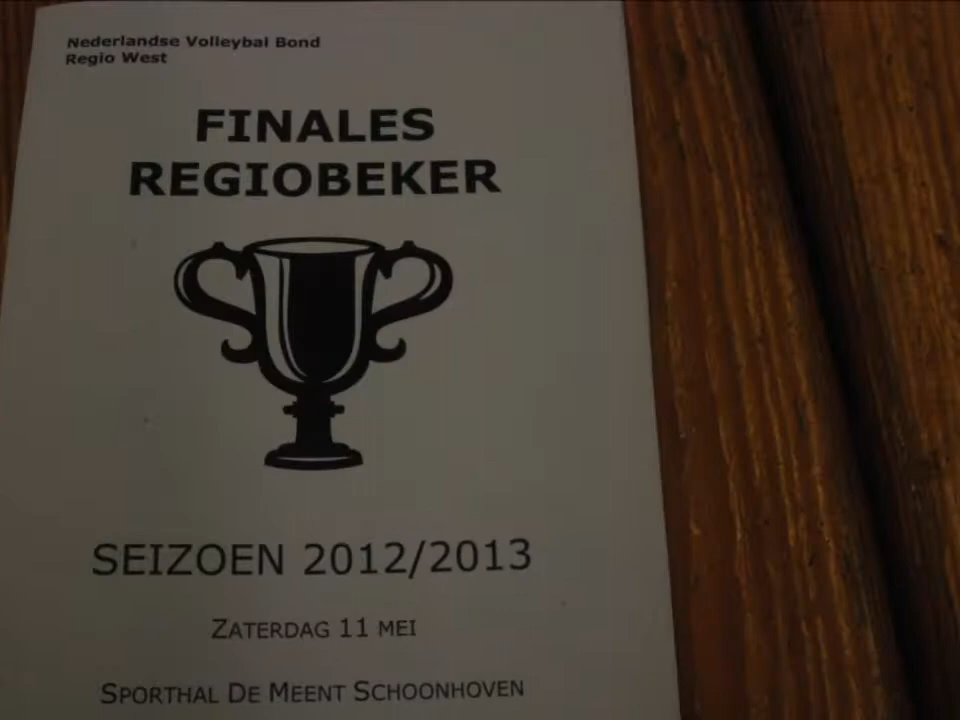 Nederlandse Volleybal Bond
Regio West
FINALES
REGIOBEKER
SEIZOEN 2012/2013
ZATERDAG 11 MEI
SPORTHAL DE MEENT SCHOONHOVEN